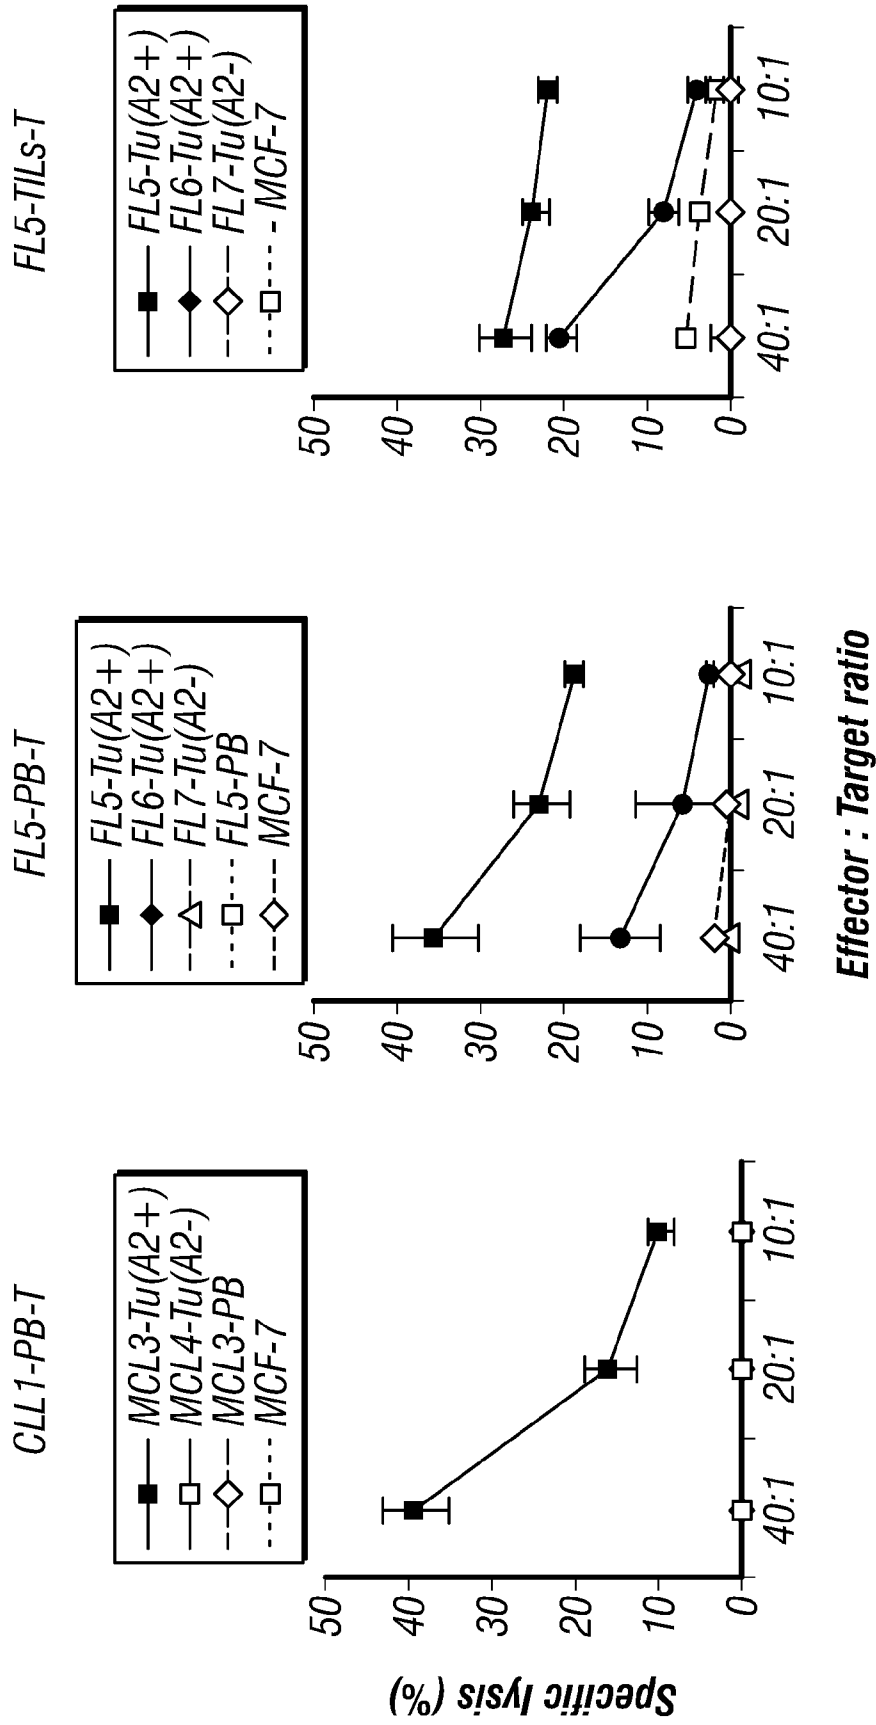 CLL1-PB-T
MCL3-Tu(A2+)
MCL4-Tu(A2-)
MCL3-PB
MCF-7
Specific lysis (%)
50
40
30
20
10
0
40:1
20:1
10:1
FL5-PB-T
FL5-Tu(A2+)
FL6-Tu(A2+)
FL7-Tu(A2-)
FL5-PB
MCF-7
50
40
30
20
10
0
40:1
20:1
10:1
Effector : Target ratio
FL5-TILs-T
FL5-Tu(A2+)
FL6-Tu(A2+)
FL7-Tu(A2-)
MCF-7
50
40
30
20
10
0
40:1
20:1
10:1